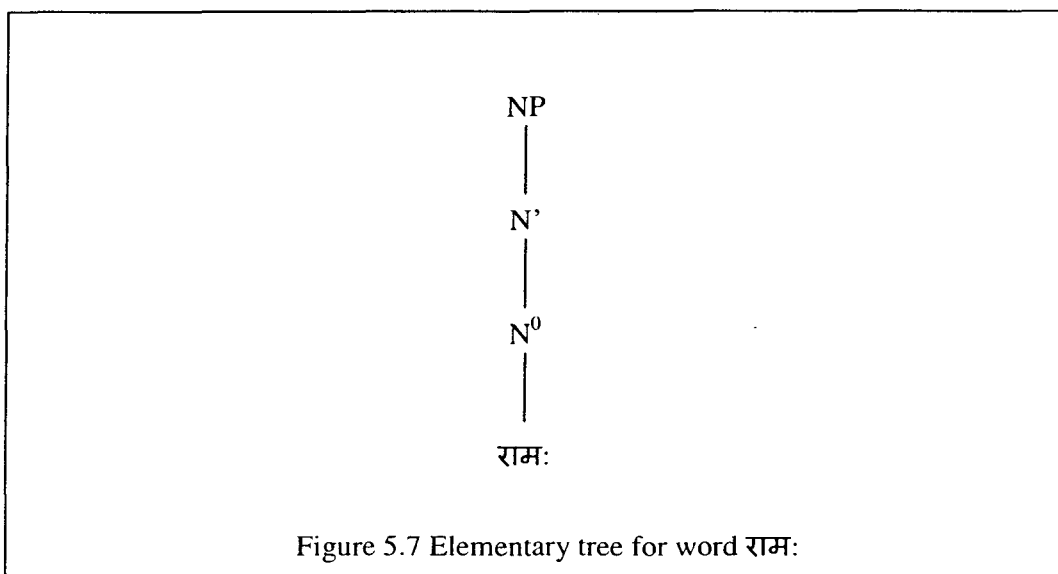 NP
N’
N⁰
राम:
Figure 5.7 Elementary tree for word राम: